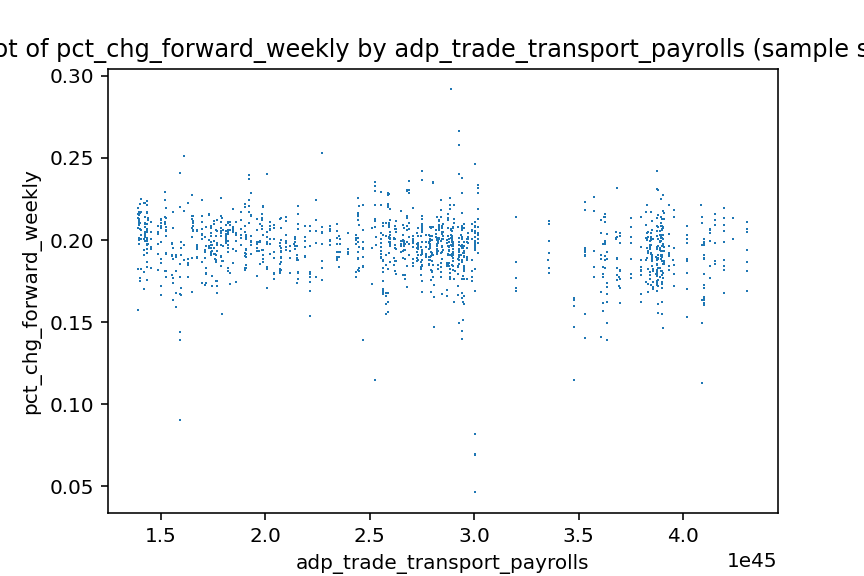 of pct_chg_forward_weekly by adp_trade_transport_payrolls (sample
0.30
0.25
0.20
0.15
0.10
0.05
pct_chg_forward_weekly
1.5 2.0 2.5 3.0 3.5 4.0
1e45
adp_trade_transport_payrolls